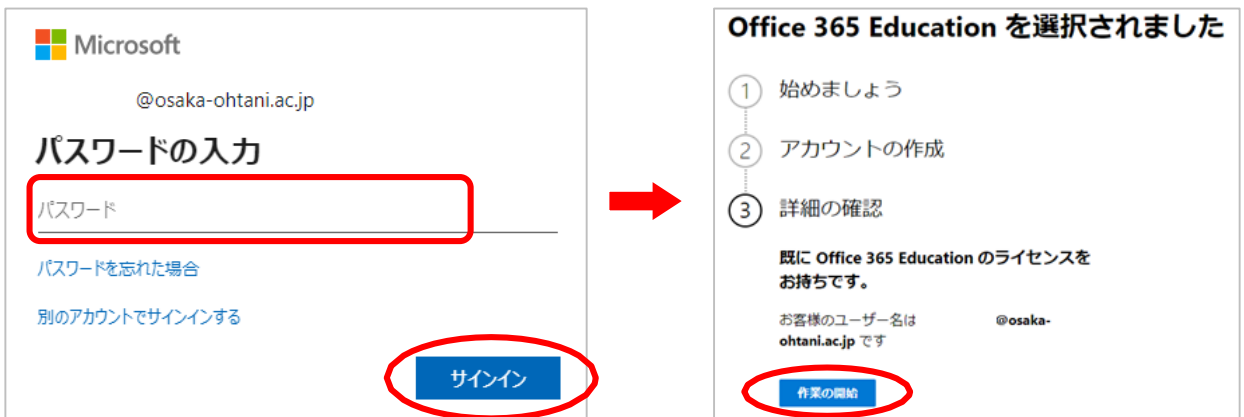 Microsoft
@osaka-ohtani.ac.jp
パスワードの入力
パスワード
パスワードを忘れた場合
別のアカウントでサインインする
サインイン
Office 365 Education を選択されました
1 始めましょう
2 アカウントの作成
3 詳細の確認
既に Office 365 Education のライセンスを
お持ちです。
お客様のユーザー名は @osaka-
ohtani.ac.jp です
作業の開始